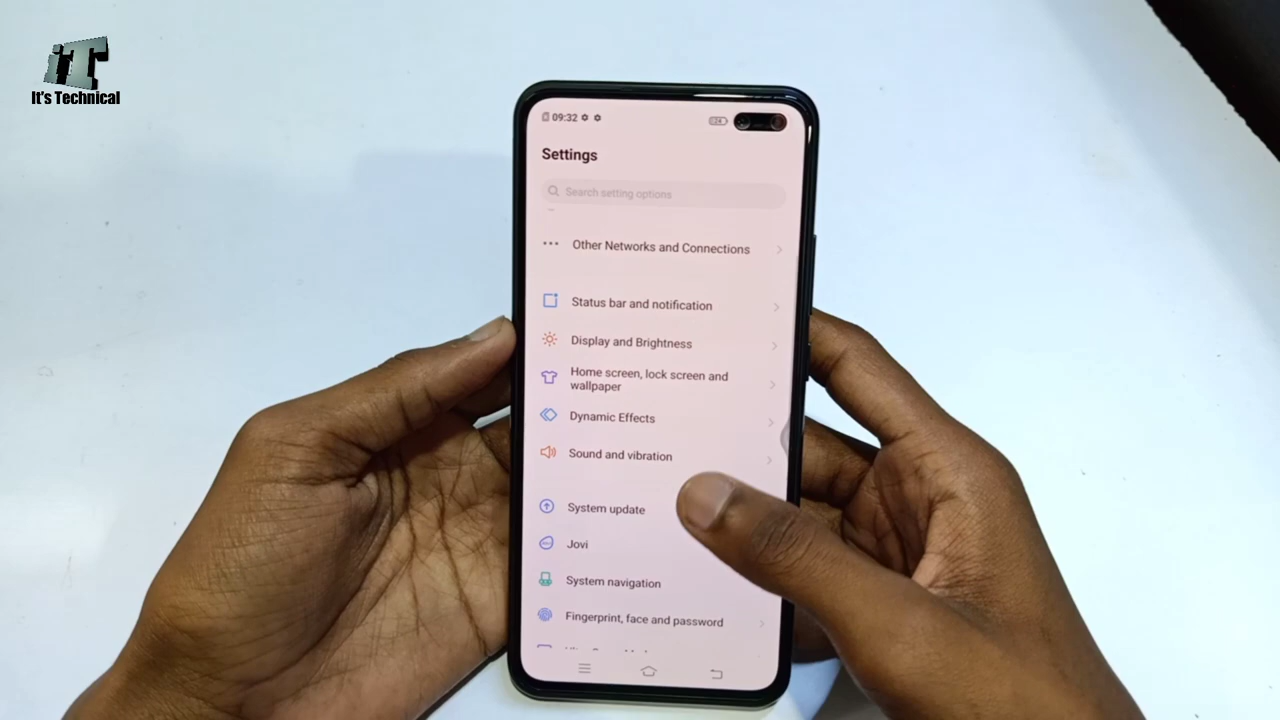 iT
It's Technical
09:32
Settings
Search setting options
Other Networks and Connections
Status bar and notification
Display and Brightness
Home screen, lock screen and
wallpaper
Dynamic Effects
Sound and vibration
System update
Jovi
System navigation
Fingerprint, face and password